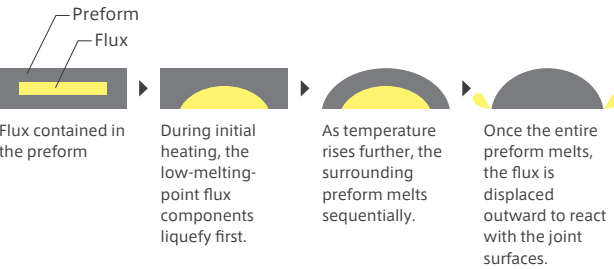 Preform
Flux
Flux contained in
the preform
During initial
heating, the
low-melting-
point flux
components
liquefy first.
As temperature
rises further, the
surrounding
preform melts
sequentially.
Once the entire
preform melts,
the flux is
displaced
outward to react
with the joint
surfaces.